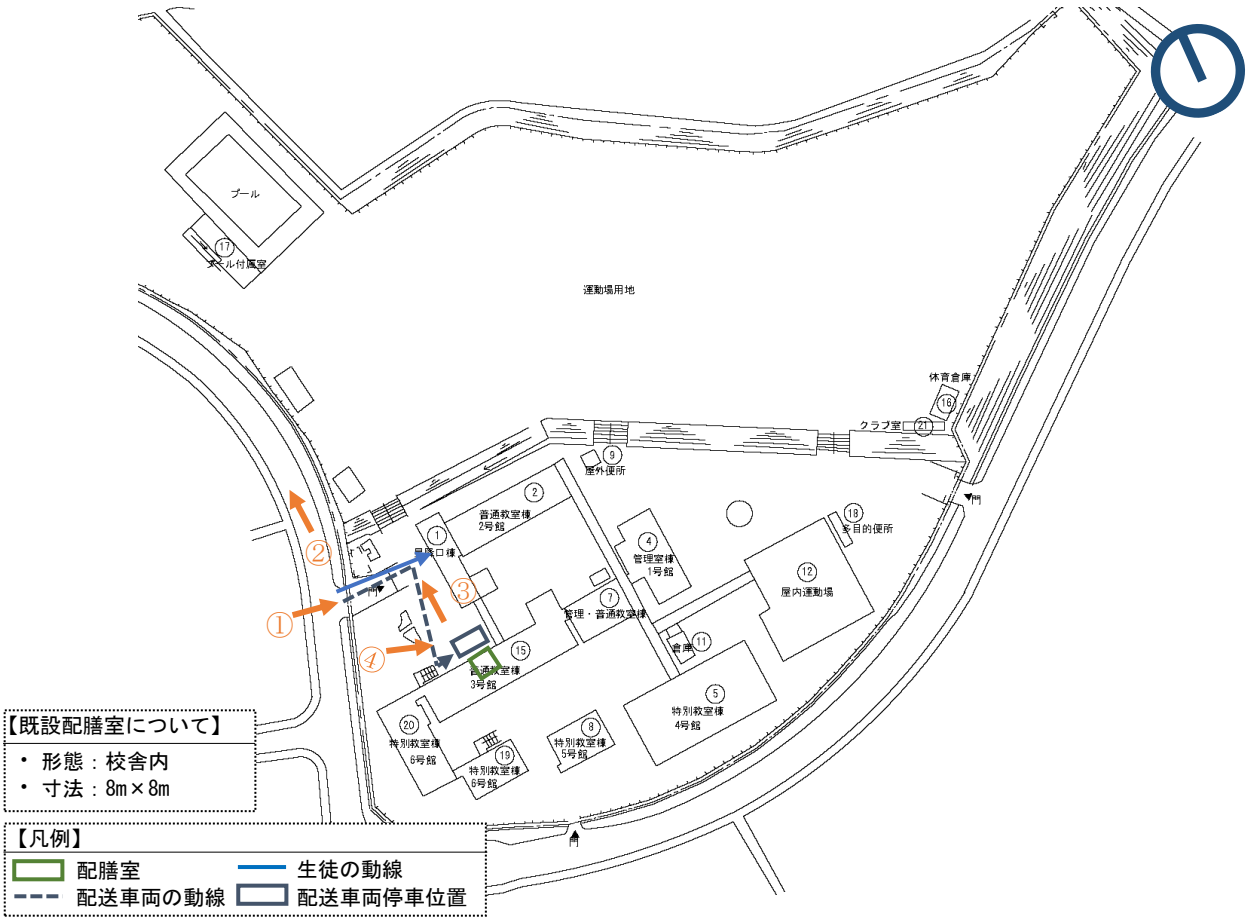 プール
17
プール付属室
運動場用地
体育倉庫
16
クラブ室
21
9
屋外便所
2
普通教室棟
2号館
門
18
多目的便所
1
昇降口棟
4
管理室棟
1号館
12
屋内運動場
②
③
①
④
門
7
管理・普通教室棟
11
倉庫
15
普通教室棟
3号館
5
特別教室棟
4号館
20
特別教室棟
6号館
8
特別教室棟
5号館
19
特別教室棟
6号館
門
【既設配膳室について】
・ 形態：校舎内
・ 寸法：8m×8m
【凡例】
配膳室
生徒の動線
配送車両の動線
配送車両停車位置